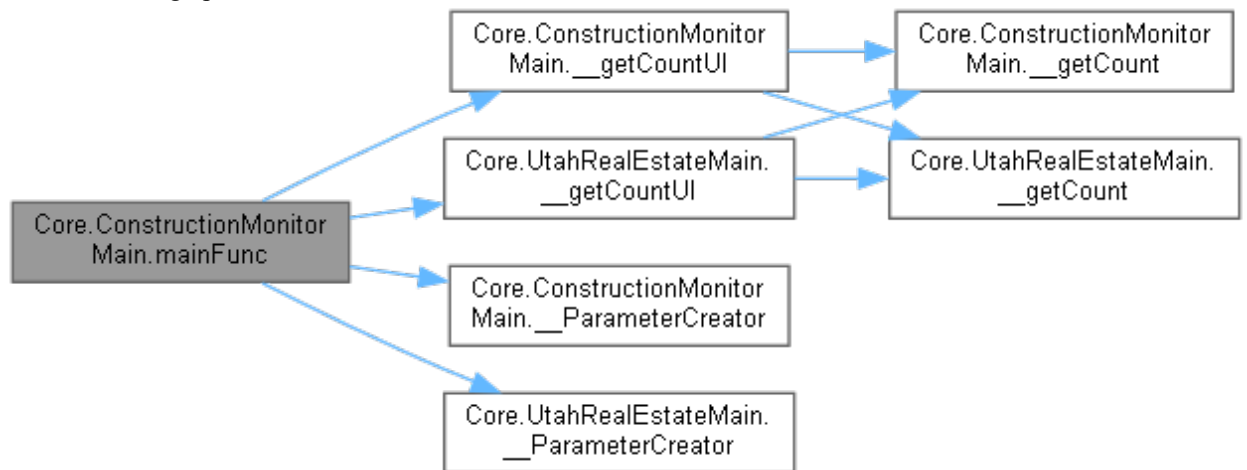 Core.ConstructionMonitor
Main.__getCountUI
Core.ConstructionMonitor
Main.__getCount
Core.UtahRealEstateMain.
__getCountUI
Core.UtahRealEstateMain.
__getCount
Core.ConstructionMonitor
Main.mainFunc
Core.ConstructionMonitor
Main.__ParameterCreator
Core.UtahRealEstateMain.
__ParameterCreator